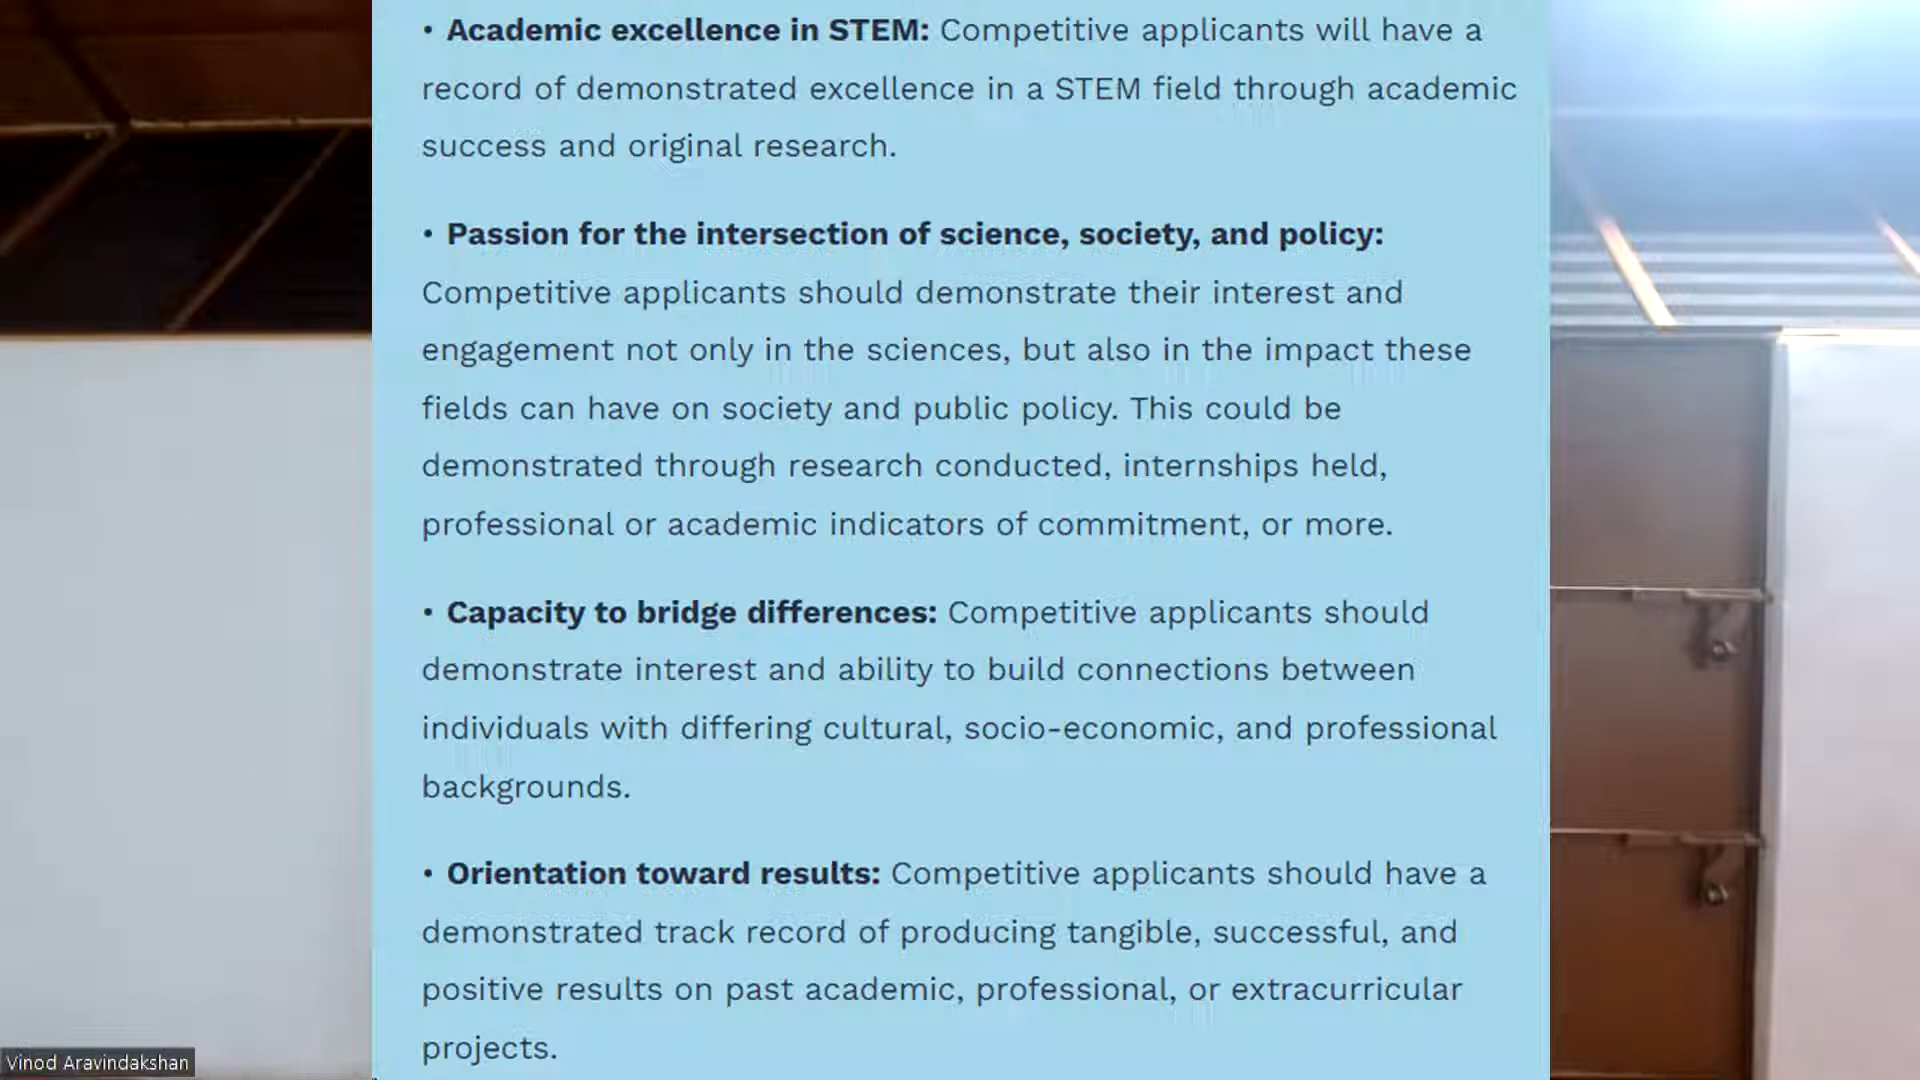 • Academic excellence in STEM: Competitive applicants will have a
record of demonstrated excellence in a STEM field through academic
success and original research.
• Passion for the intersection of science, society, and policy:
Competitive applicants should demonstrate their interest and
engagement not only in the sciences, but also in the impact these
fields can have on society and public policy. This could be
demonstrated through research conducted, internships held,
professional or academic indicators of commitment, or more.
• Capacity to bridge differences: Competitive applicants should
demonstrate interest and ability to build connections between
individuals with differing cultural, socio-economic, and professional
backgrounds.
• Orientation toward results: Competitive applicants should have a
demonstrated track record of producing tangible, successful, and
positive results on past academic, professional, or extracurricular
projects.
Vinod Aravindakshan